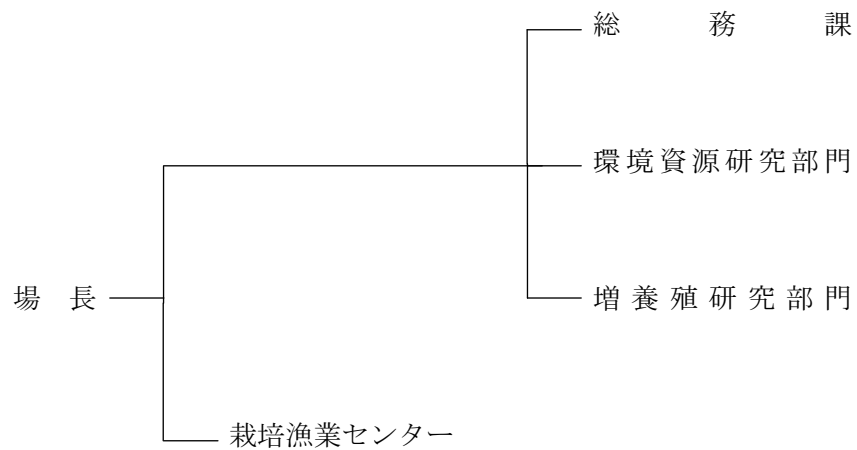 総務課
環境資源研究部門
場長
増養殖研究部門
栽培漁業センター